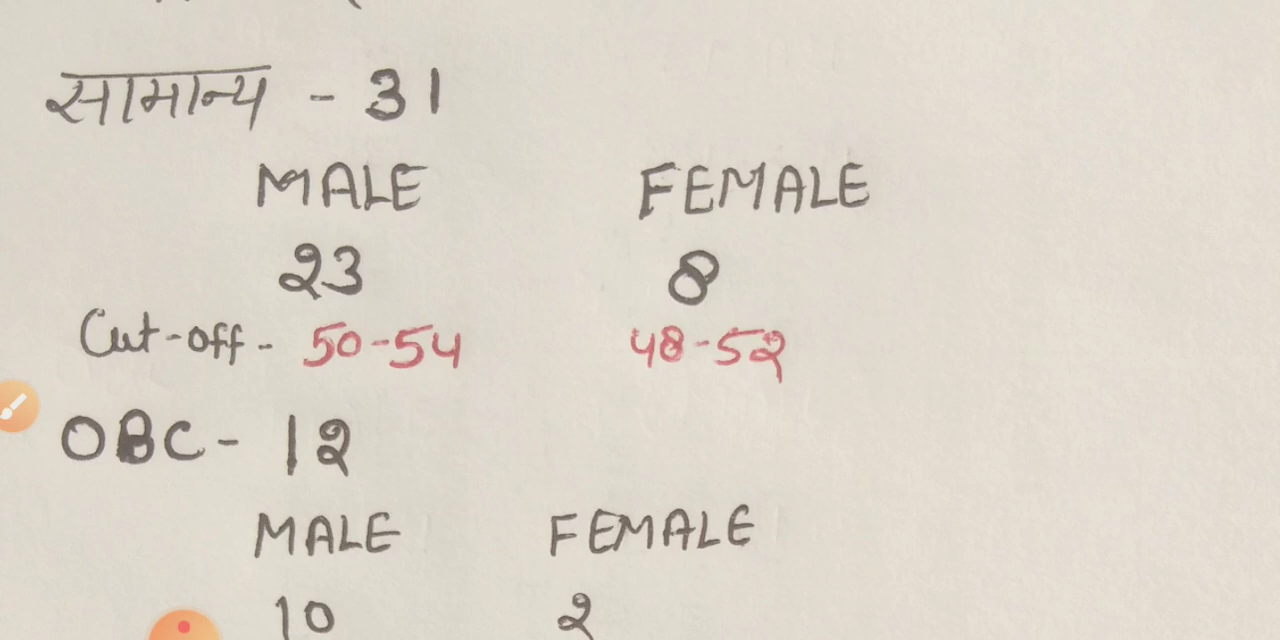 सामान्य - 31
MALE FEMALE
23 8
Cut-off - 50-54 48-52
OBC - 12
MALE FEMALE
10 2